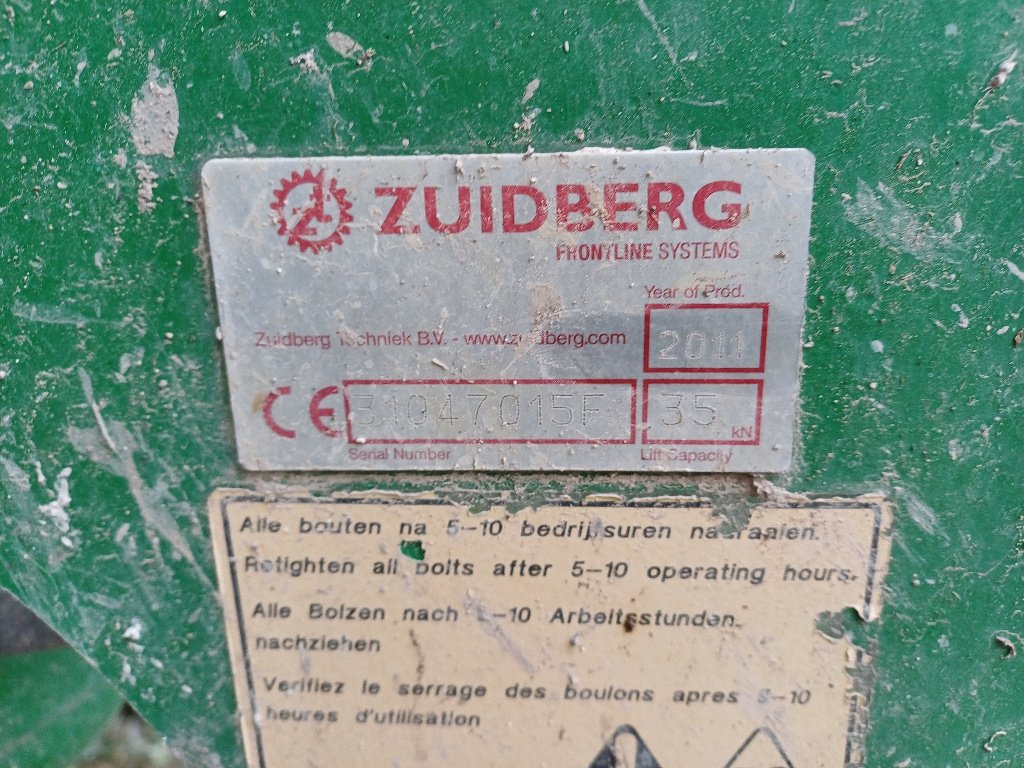 ZUIDBERG
FRONTLINE SYSTEMS
Year of Prod.
2011
Zuidberg Techniek B.V. - www.zuidberg.com
CE 31047015F 35 kN
Serial Number Lift Capacity
Alle bouten na 5-10 bedrijfsuren nadraaien.
Retighten all bolts after 5-10 operating hours.
Alle Bolzen nach 5-10 Arbeitsstunden
nachziehen
Verifiez le serrage des boulons apres 5-10
heures d'utilisation